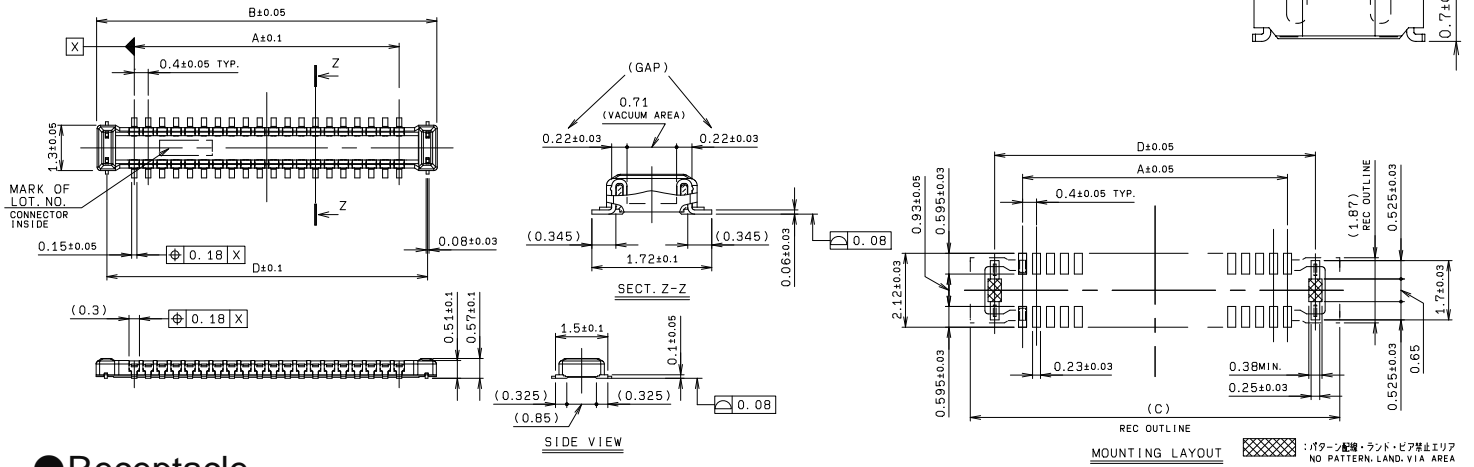 B±0.05
X
A±0.1
0.4±0.05 TYP.
Z
1.3±0.05
MARK OF
LOT. NO.
CONNECTOR
INSIDE
Z
0.15±0.05
⌖ 0.18 X
0.08±0.03
D±0.1
(0.3)
⌖ 0.18 X
0.51±0.1
0.57±0.1
(GAP)
0.71
(VACUUM AREA)
0.22±0.03
0.22±0.03
(0.345)
(0.345)
1.72±0.1
0.06±0.03
⌓ 0.08
SECT. Z-Z
1.5±0.1
0.1±0.05
(0.325)
(0.325)
(0.85)
⌓ 0.08
SIDE VIEW
D±0.05
A±0.05
0.4±0.05 TYP.
0.93±0.05
0.595±0.03
2.12±0.03
0.595±0.03
(1.87)
REC OUTLINE
0.525±0.03
1.7±0.03
0.65
0.525±0.03
0.23±0.03
0.38MIN.
0.25±0.03
(C)
REC OUTLINE
MOUNTING LAYOUT
:パターン配線・ランド・ビア禁止エリア
NO PATTERN. LAND. VIA AREA
●Receptacle